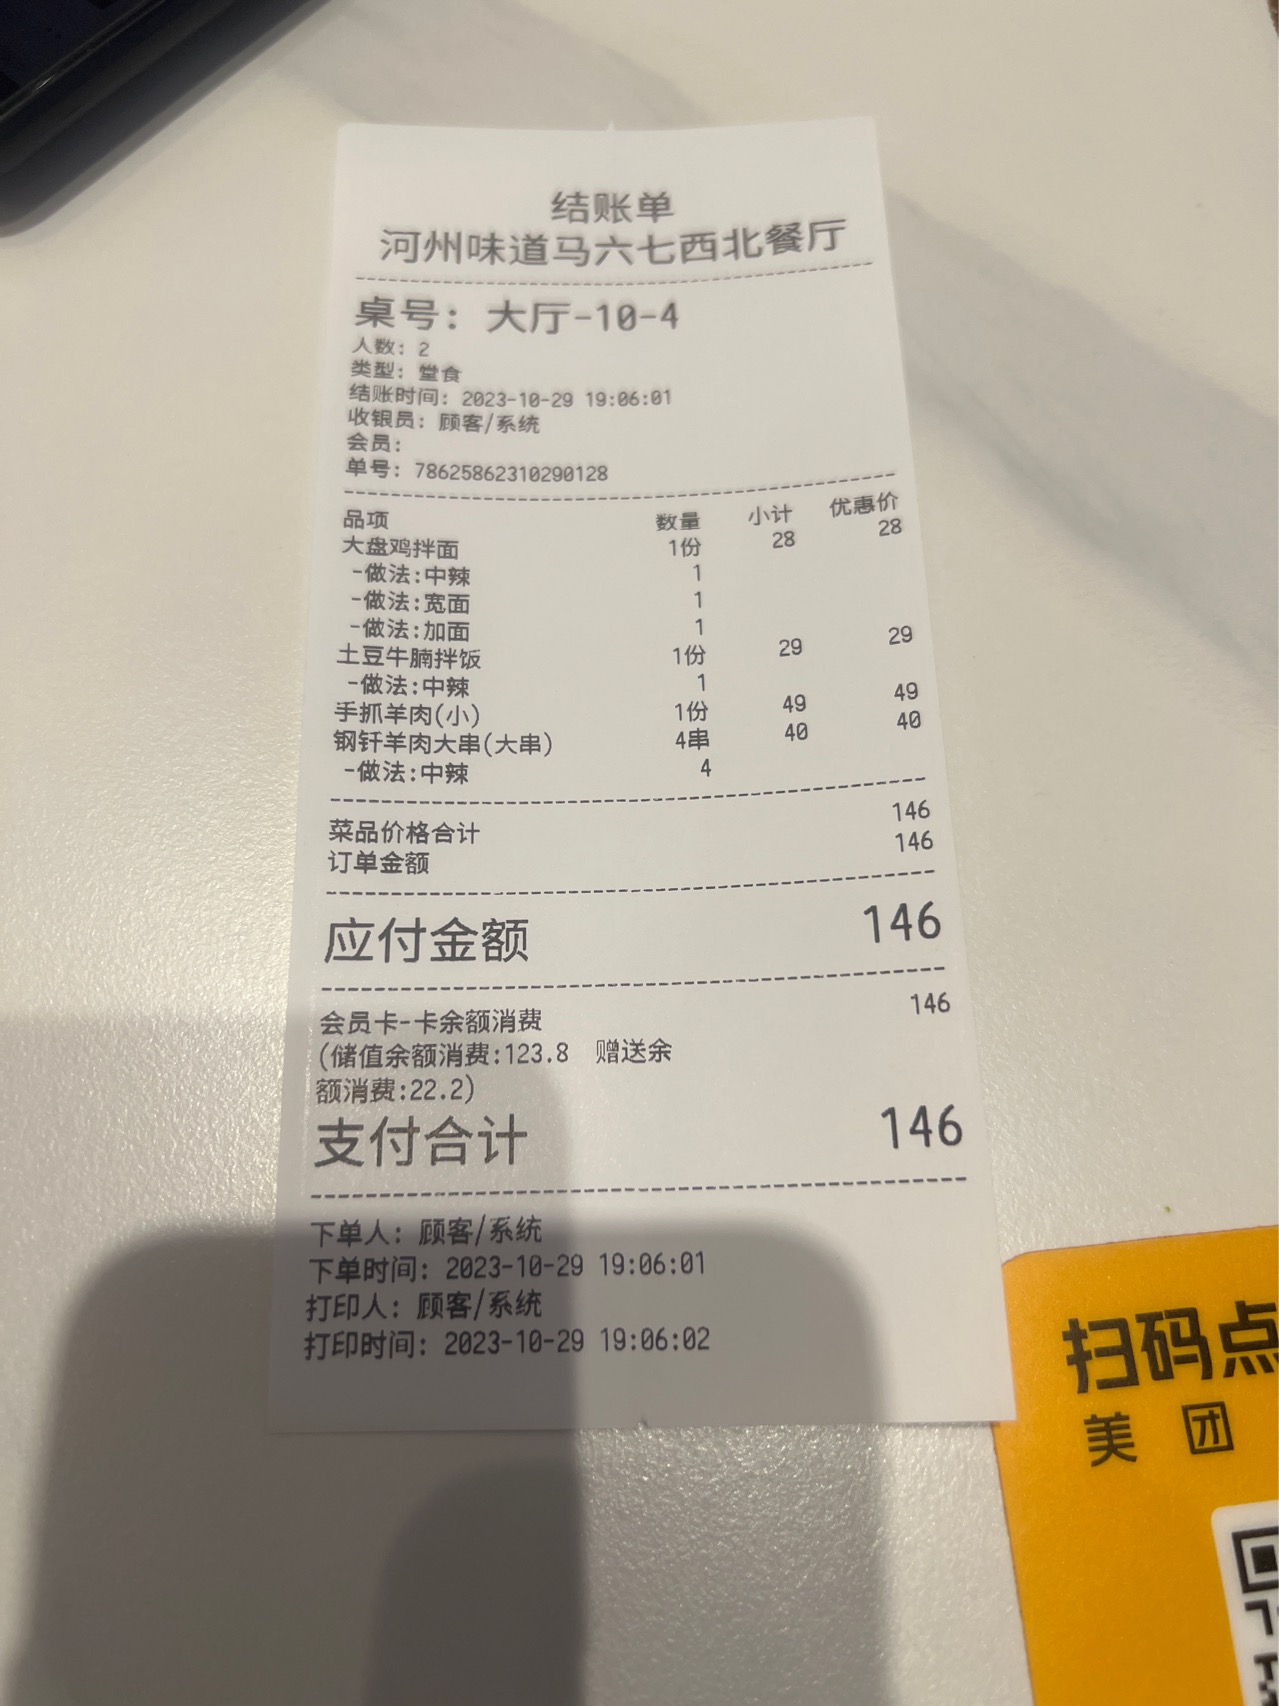 结账单
河州味道马六七西北餐厅
桌号：大厅-10-4
人数：2
类型：堂食
结账时间：2023-10-29 19:06:01
收银员：顾客/系统
会员：
单号：78625862310290128
品项 数量 小计 优惠价
大盘鸡拌面 1份 28 28
-做法:中辣 1
-做法:宽面 1
-做法:加面 1
土豆牛腩拌饭 1份 29 29
-做法:中辣 1
手抓羊肉(小) 1份 49 49
钢钎羊肉大串(大串) 4串 40 40
-做法:中辣 4
菜品价格合计 146
订单金额 146
应付金额 146
会员卡-卡余额消费 146
(储值余额消费:123.8 赠送余
额消费:22.2)
支付合计 146
下单人：顾客/系统
下单时间：2023-10-29 19:06:01
打印人：顾客/系统
打印时间：2023-10-29 19:06:02
扫码点
美团